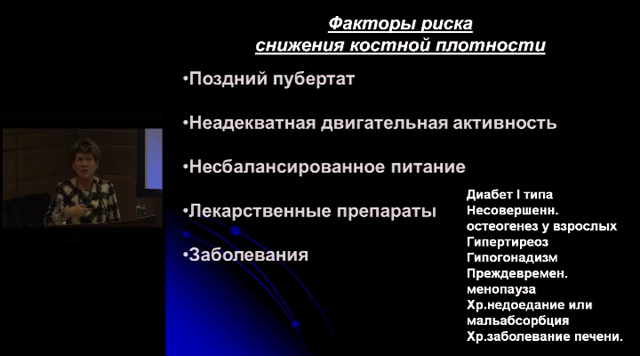 Факторы риска
снижения костной плотности
•Поздний пубертат
•Неадекватная двигательная активность
•Несбалансированное питание
•Лекарственные препараты
•Заболевания
Диабет I типа
Несовершенн.
остеогенез у взрослых
Гипертиреоз
Гипогонадизм
Преждевремен.
менопауза
Хр.недоедание или
мальабсорбция
Хр.заболевание печени.